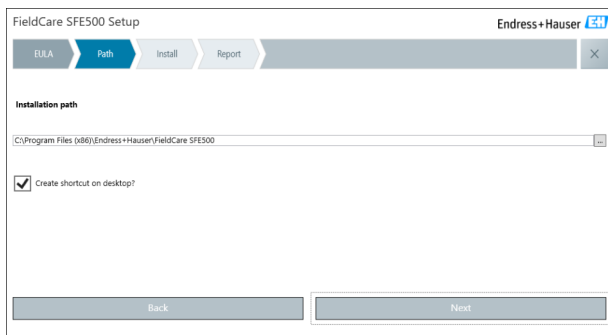 FieldCare SFE500 Setup
Endress+Hauser EH
EULA
Path
Install
Report
Installation path
C:\Program Files (x86)\Endress+Hauser\FieldCare SFE500
...
Create shortcut on desktop?
Back
Next